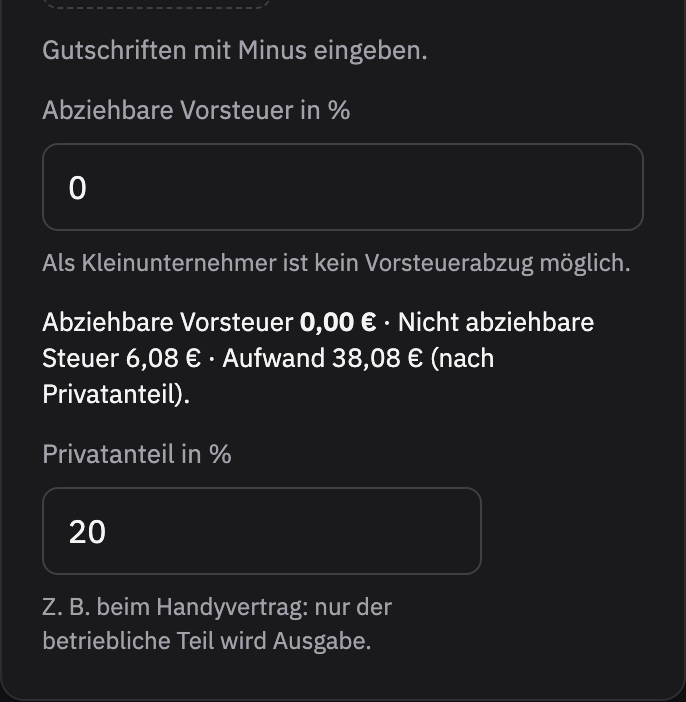 Gutschriften mit Minus eingeben.
Abziehbare Vorsteuer in %
0
Als Kleinunternehmer ist kein Vorsteuerabzug möglich.
Abziehbare Vorsteuer 0,00 € · Nicht abziehbare
Steuer 6,08 € · Aufwand 38,08 € (nach
Privatanteil).
Privatanteil in %
20
Z. B. beim Handyvertrag: nur der
betriebliche Teil wird Ausgabe.